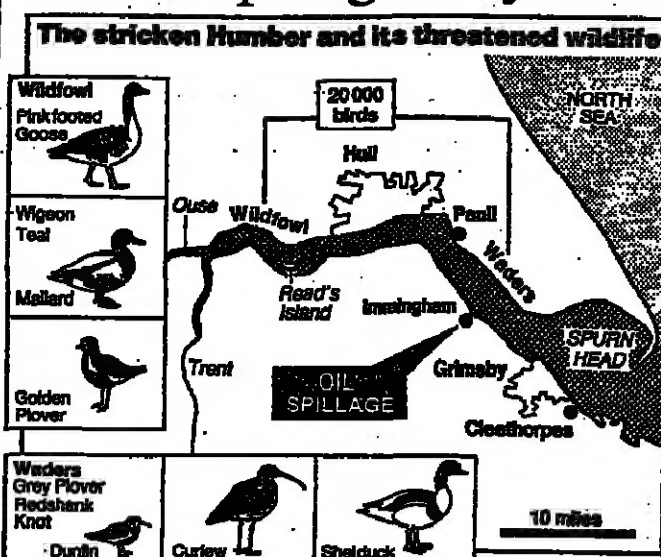 The stricken Humber and its threatened wildlife
Wildfowl
Pinkfooted
Goose
Wigeon
Teal
Mallard
Golden
Plover
20 000
birds
NORTH
SEA
Hull
Ouse
Wildfowl
Paull
Waders
Read's
Island
Immingham
SPURN
HEAD
Trent
Grimsby
OIL
SPILLAGE
Cleethorpes
Waders
Grey Plover
Redshank
Knot
Dunlin
Curlew
Shelduck
10 miles